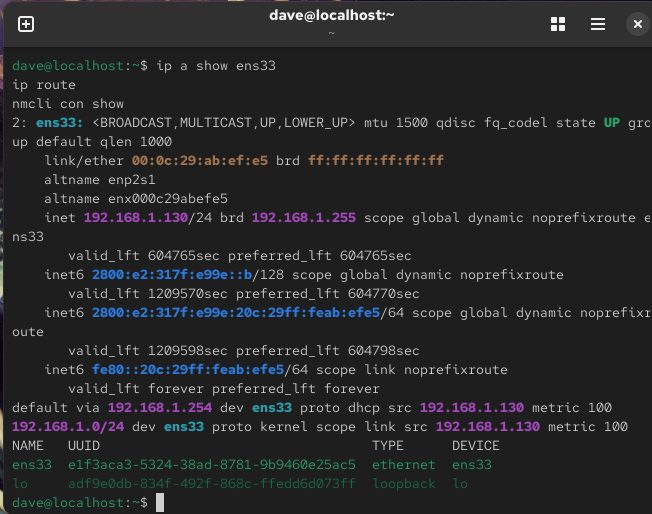 dave@localhost:~
~
dave@localhost:~$ ip a show ens33
ip route
nmcli con show
2: ens33: <BROADCAST,MULTICAST,UP,LOWER_UP> mtu 1500 qdisc fq_codel state UP gro
up default qlen 1000
    link/ether 00:0c:29:ab:ef:e5 brd ff:ff:ff:ff:ff:ff
    altname enp2s1
    altname enx000c29abefe5
    inet 192.168.1.130/24 brd 192.168.1.255 scope global dynamic noprefixroute e
ns33
       valid_lft 604765sec preferred_lft 604765sec
    inet6 2800:e2:317f:e99e::b/128 scope global dynamic noprefixroute
       valid_lft 1209570sec preferred_lft 604770sec
    inet6 2800:e2:317f:e99e:20c:29ff:feab:efe5/64 scope global dynamic noprefixr
oute
       valid_lft 1209598sec preferred_lft 604798sec
    inet6 fe80::20c:29ff:feab:efe5/64 scope link noprefixroute
       valid_lft forever preferred_lft forever
default via 192.168.1.254 dev ens33 proto dhcp src 192.168.1.130 metric 100
192.168.1.0/24 dev ens33 proto kernel scope link src 192.168.1.130 metric 100
NAME   UUID                                  TYPE      DEVICE
ens33  e1f3aca3-5324-38ad-8781-9b9460e25ac5  ethernet  ens33
lo     adf9e0db-834f-492f-868c-ffedd6d073ff  loopback  lo
dave@localhost:~$